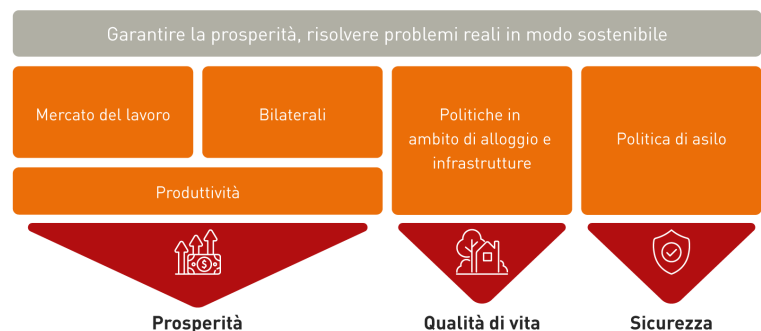 Garantire la prosperità, risolvere problemi reali in modo sostenibile
Mercato del lavoro
Bilaterali
Politiche in
ambito di alloggio e
infrastrutture
Politica di asilo
Produttività
$
Prosperità
Qualità di vita
Sicurezza